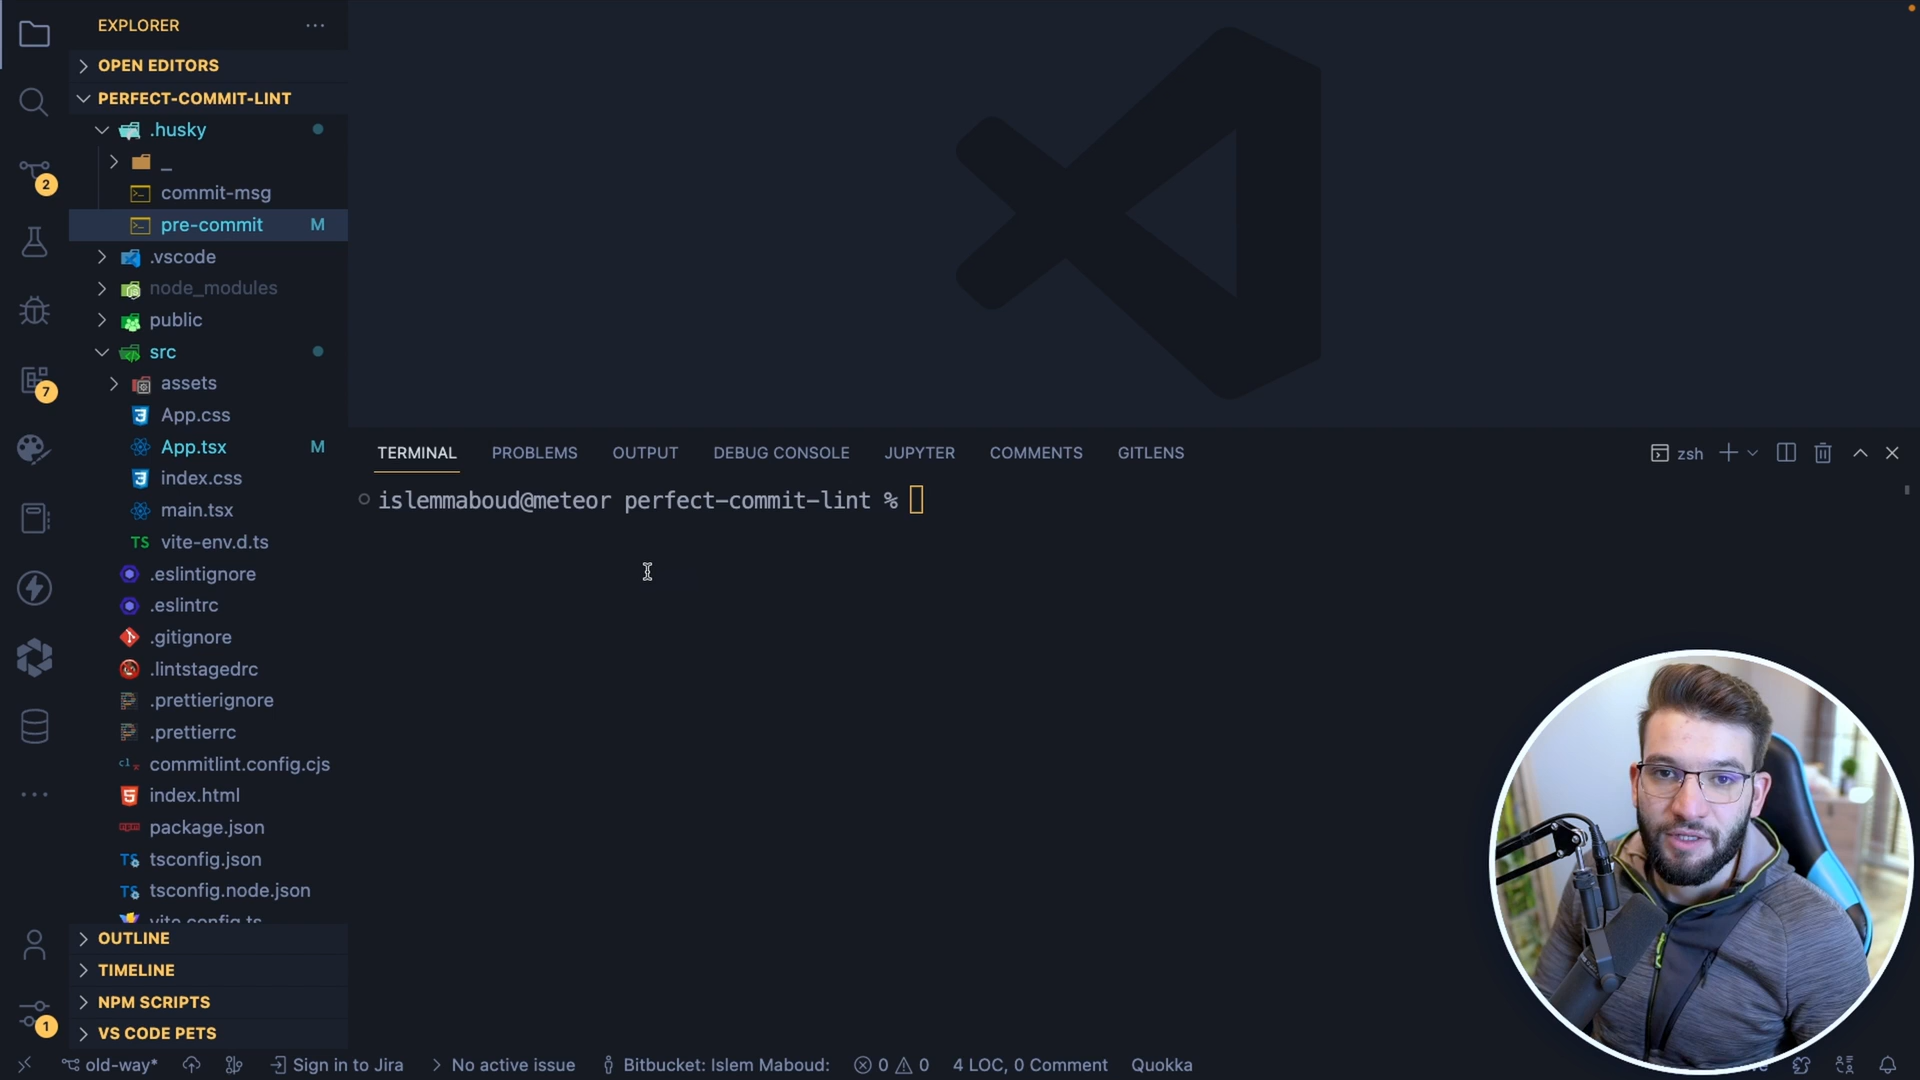 EXPLORER
OPEN EDITORS
PERFECT-COMMIT-LINT
.husky
_
commit-msg
pre-commit M
.vscode
node_modules
public
src
assets
App.css
App.tsx M
index.css
main.tsx
TS vite-env.d.ts
.eslintignore
.eslintrc
.gitignore
.lintstagedrc
.prettierignore
.prettierrc
commitlint.config.cjs
index.html
package.json
tsconfig.json
tsconfig.node.json
vite.config.ts
OUTLINE
TIMELINE
NPM SCRIPTS
VS CODE PETS
2
7
1
TERMINAL PROBLEMS OUTPUT DEBUG CONSOLE JUPYTER COMMENTS GITLENS
zsh
islemmaboud@meteor perfect-commit-lint %
old-way* Sign in to Jira No active issue Bitbucket: Islem Maboud: 0 0 4 LOC, 0 Comment Quokka